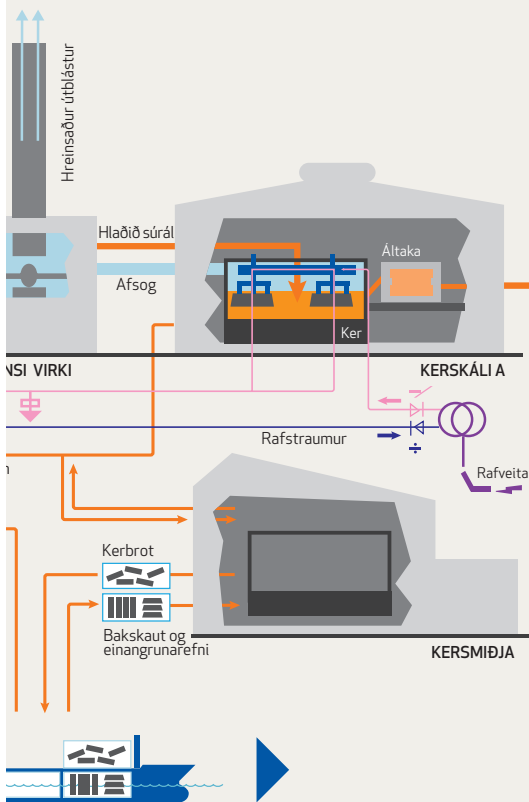 Hreinsaður útblástur
Hlaðið súrál
Afsog
Áltaka
Ker
NSI VIRKI
KERSKÁLI A
Rafstraumur
÷
Rafveita
Kerbrot
Bakskaut og
einangrunarefni
KERSMIÐJA